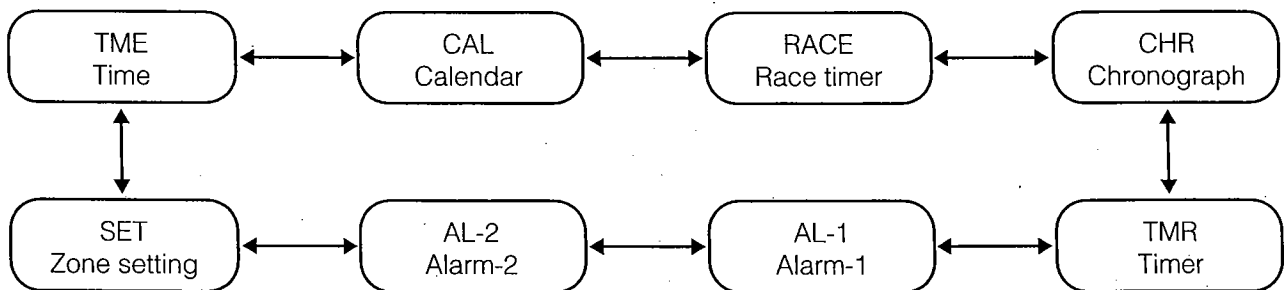 TME
Time
CAL
Calendar
RACE
Race timer
CHR
Chronograph
SET
Zone setting
AL-2
Alarm-2
AL-1
Alarm-1
TMR
Timer